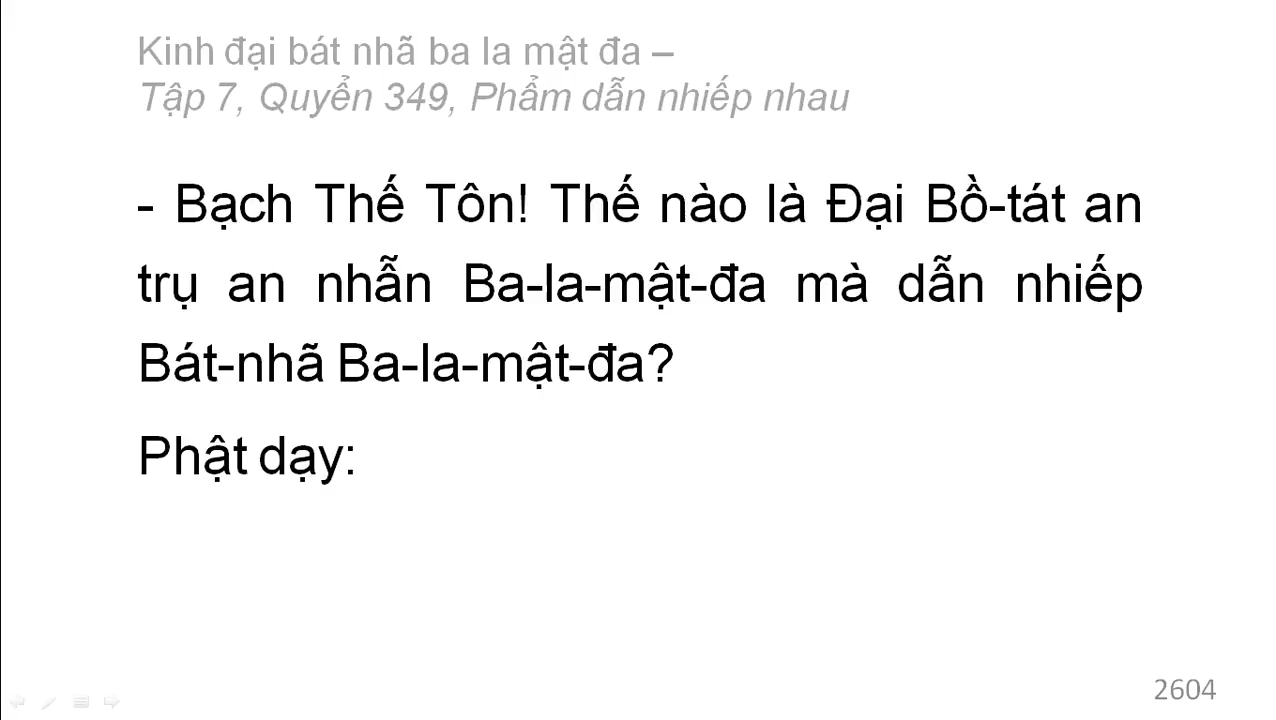 Kinh đại bát nhã ba la mật đa –
Tập 7, Quyển 349, Phẩm dẫn nhiếp nhau
- Bạch Thế Tôn! Thế nào là Đại Bồ-tát an
trụ an nhẫn Ba-la-mật-đa mà dẫn nhiếp
Bát-nhã Ba-la-mật-đa?
Phật dạy:
2604